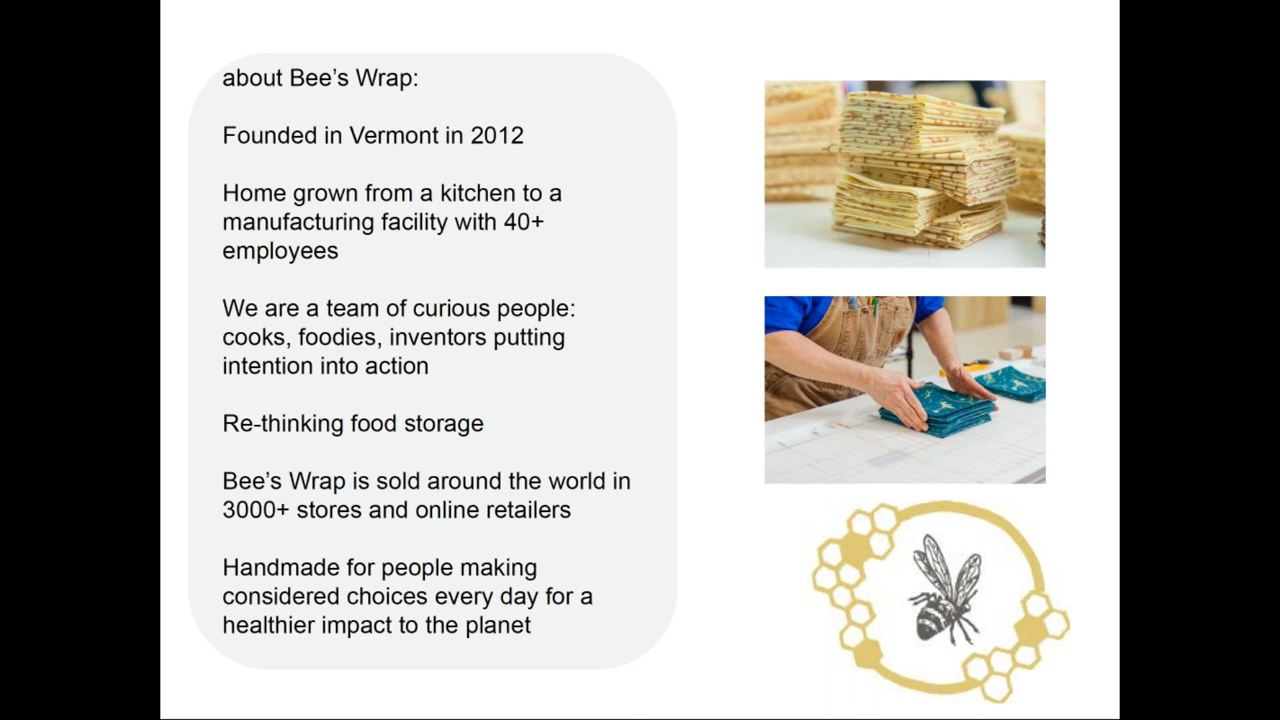 about Bee’s Wrap:
Founded in Vermont in 2012
Home grown from a kitchen to a
manufacturing facility with 40+
employees
We are a team of curious people:
cooks, foodies, inventors putting
intention into action
Re-thinking food storage
Bee’s Wrap is sold around the world in
3000+ stores and online retailers
Handmade for people making
considered choices every day for a
healthier impact to the planet